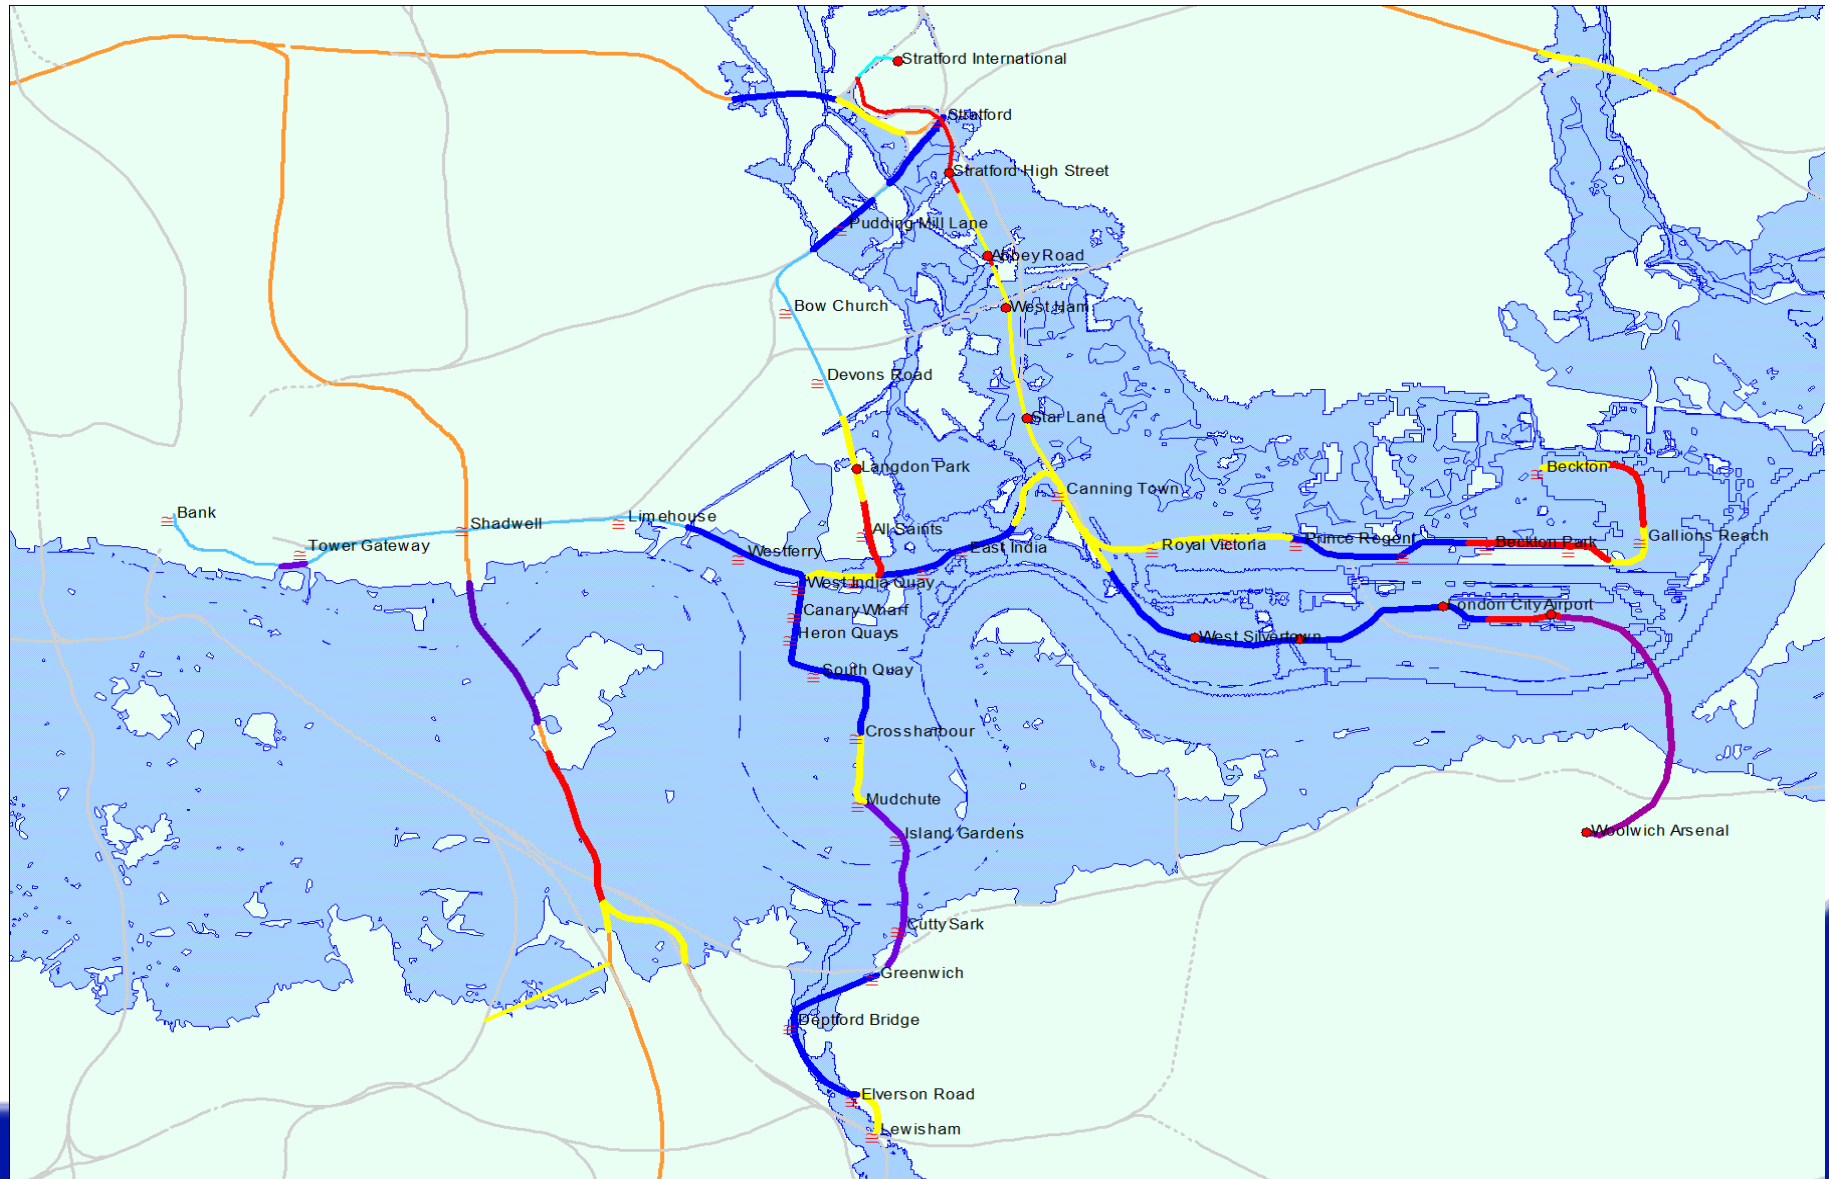 Stratford International
Stratford
Stratford High Street
Pudding Mill Lane
Abbey Road
Bow Church
West Ham
Devons Road
Star Lane
Langdon Park
Beckton
Canning Town
Bank
Limehouse
Shadwell
All Saints
Gallions Reach
Tower Gateway
Westferry
East India
Royal Victoria
Prince Regent
Beckton Park
West India Quay
Canary Wharf
London City Airport
Heron Quays
West Silvertown
South Quay
Crossharbour
Mudchute
Island Gardens
Woolwich Arsenal
Cutty Sark
Greenwich
Deptford Bridge
Elverson Road
Lewisham